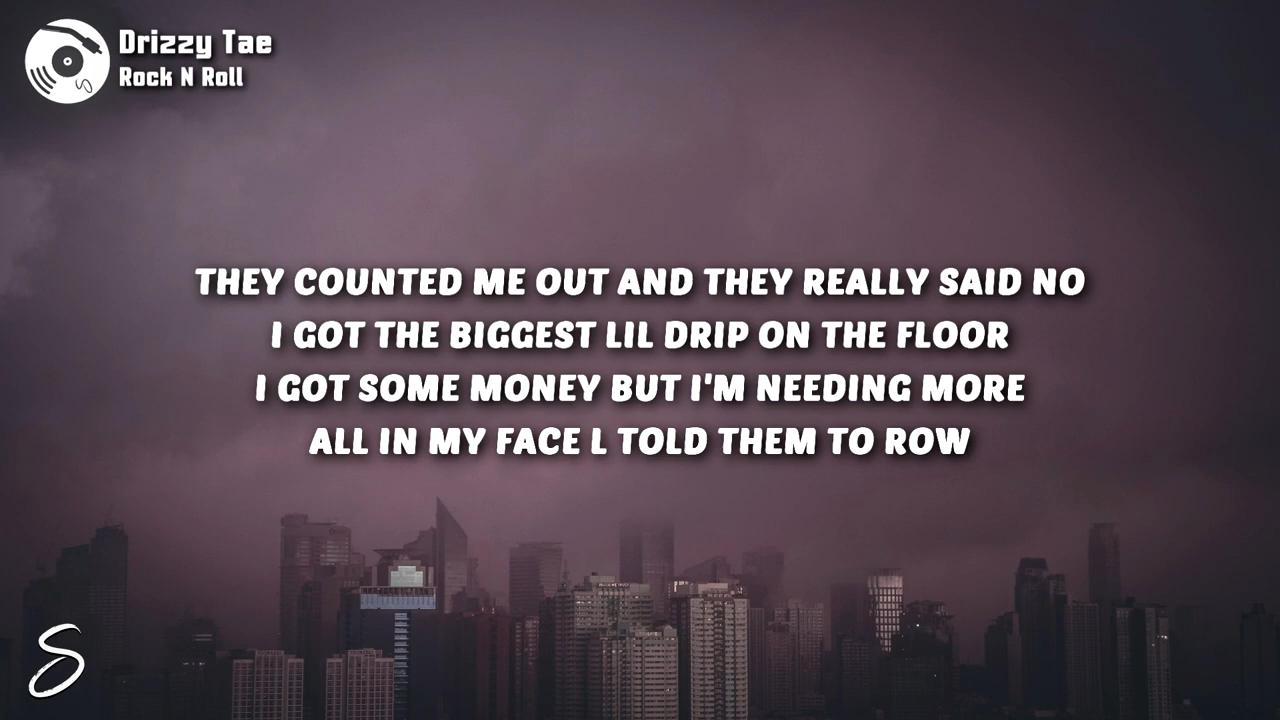 Drizzy Tae
Rock N Roll
THEY COUNTED ME OUT AND THEY REALLY SAID NO
I GOT THE BIGGEST LIL DRIP ON THE FLOOR
I GOT SOME MONEY BUT I'M NEEDING MORE
ALL IN MY FACE L TOLD THEM TO ROW
S